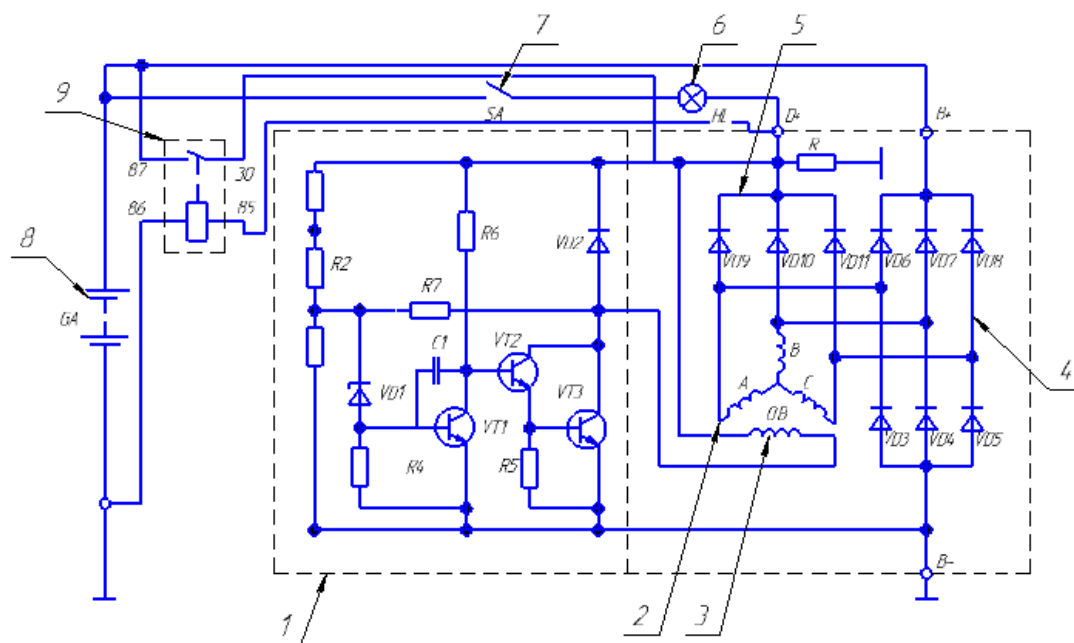 7
6
5
9
SA
HL
D+
B+
87
30
R
86
85
8
R6
VD2
VD9
VD10
VD11
VD6
VD7
VD8
R2
R7
GA
C1
VT2
B
4
VD1
VT3
A
C
VT1
OB
VD3
VD4
VD5
R4
R5
B-
1
2
3